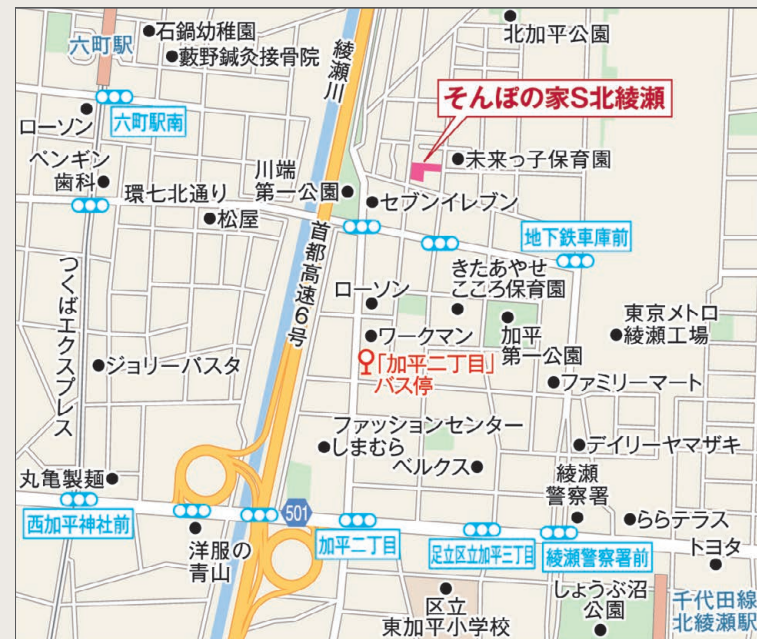 石鍋幼稚園
六町駅
藪野鍼灸接骨院
北加平公園
綾瀬川
そんぽの家S北綾瀬
ローソン
六町駅南
ペンギン
歯科
未来っ子保育園
川端
第一公園
環七北通り
松屋
セブンイレブン
首都高速6号
地下鉄車庫前
つくばエクスプレス
きたあやせ
こころ保育園
ローソン
東京メトロ
綾瀬工場
加平
第一公園
ワークマン
ジョリーパスタ
「加平二丁目」
バス停
ファミリーマート
ファッションセンター
しまむら
デイリーヤマザキ
ベルクス
丸亀製麺
綾瀬
警察署
501
ららテラス
西加平神社前
洋服の
青山
加平二丁目
足立区立加平三丁目
綾瀬警察署前
トヨタ
区立
東加平小学校
しょうぶ沼
公園
千代田線
北綾瀬駅